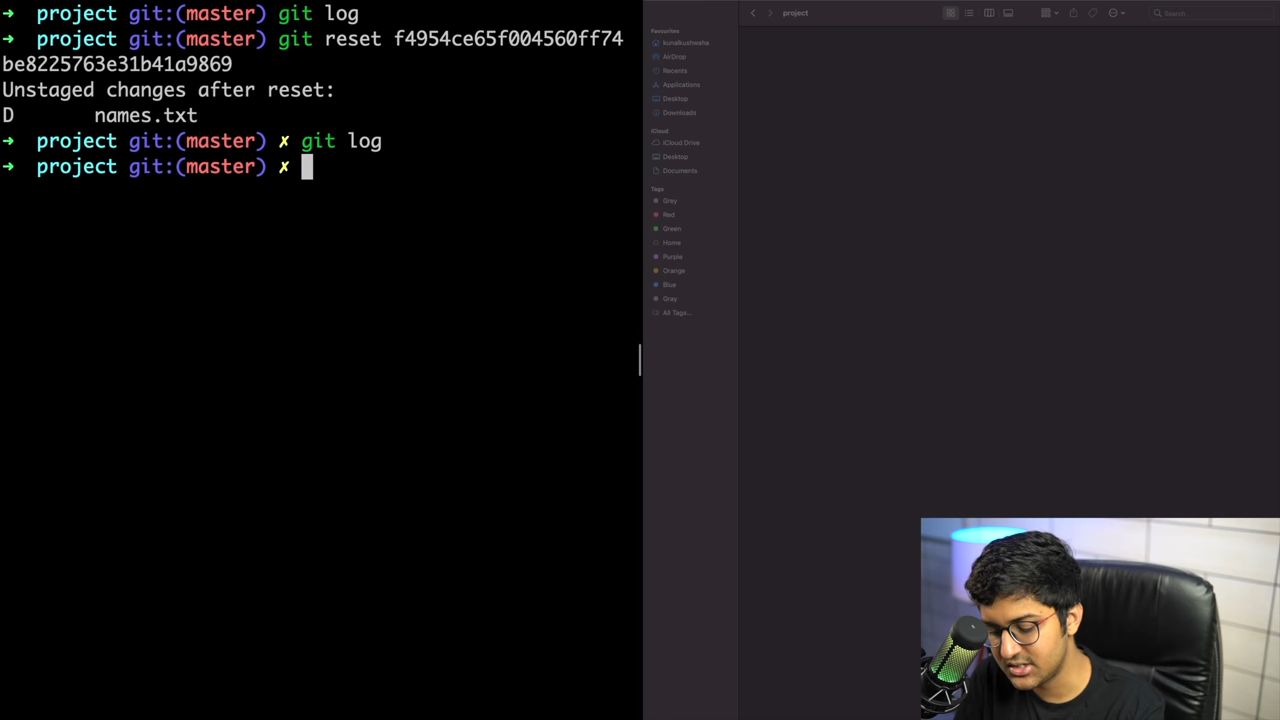 → project git:(master) git log
→ project git:(master) git reset f4954ce65f004560ff74
be8225763e31b41a9869
Unstaged changes after reset:
D names.txt
→ project git:(master) ✗ git log
→ project git:(master) ✗
project
Search
Favourites
kunalkushwaha
AirDrop
Recents
Applications
Desktop
Downloads
iCloud
iCloud Drive
Desktop
Documents
Tags
Grey
Red
Green
Home
Purple
Orange
Blue
Gray
All Tags...